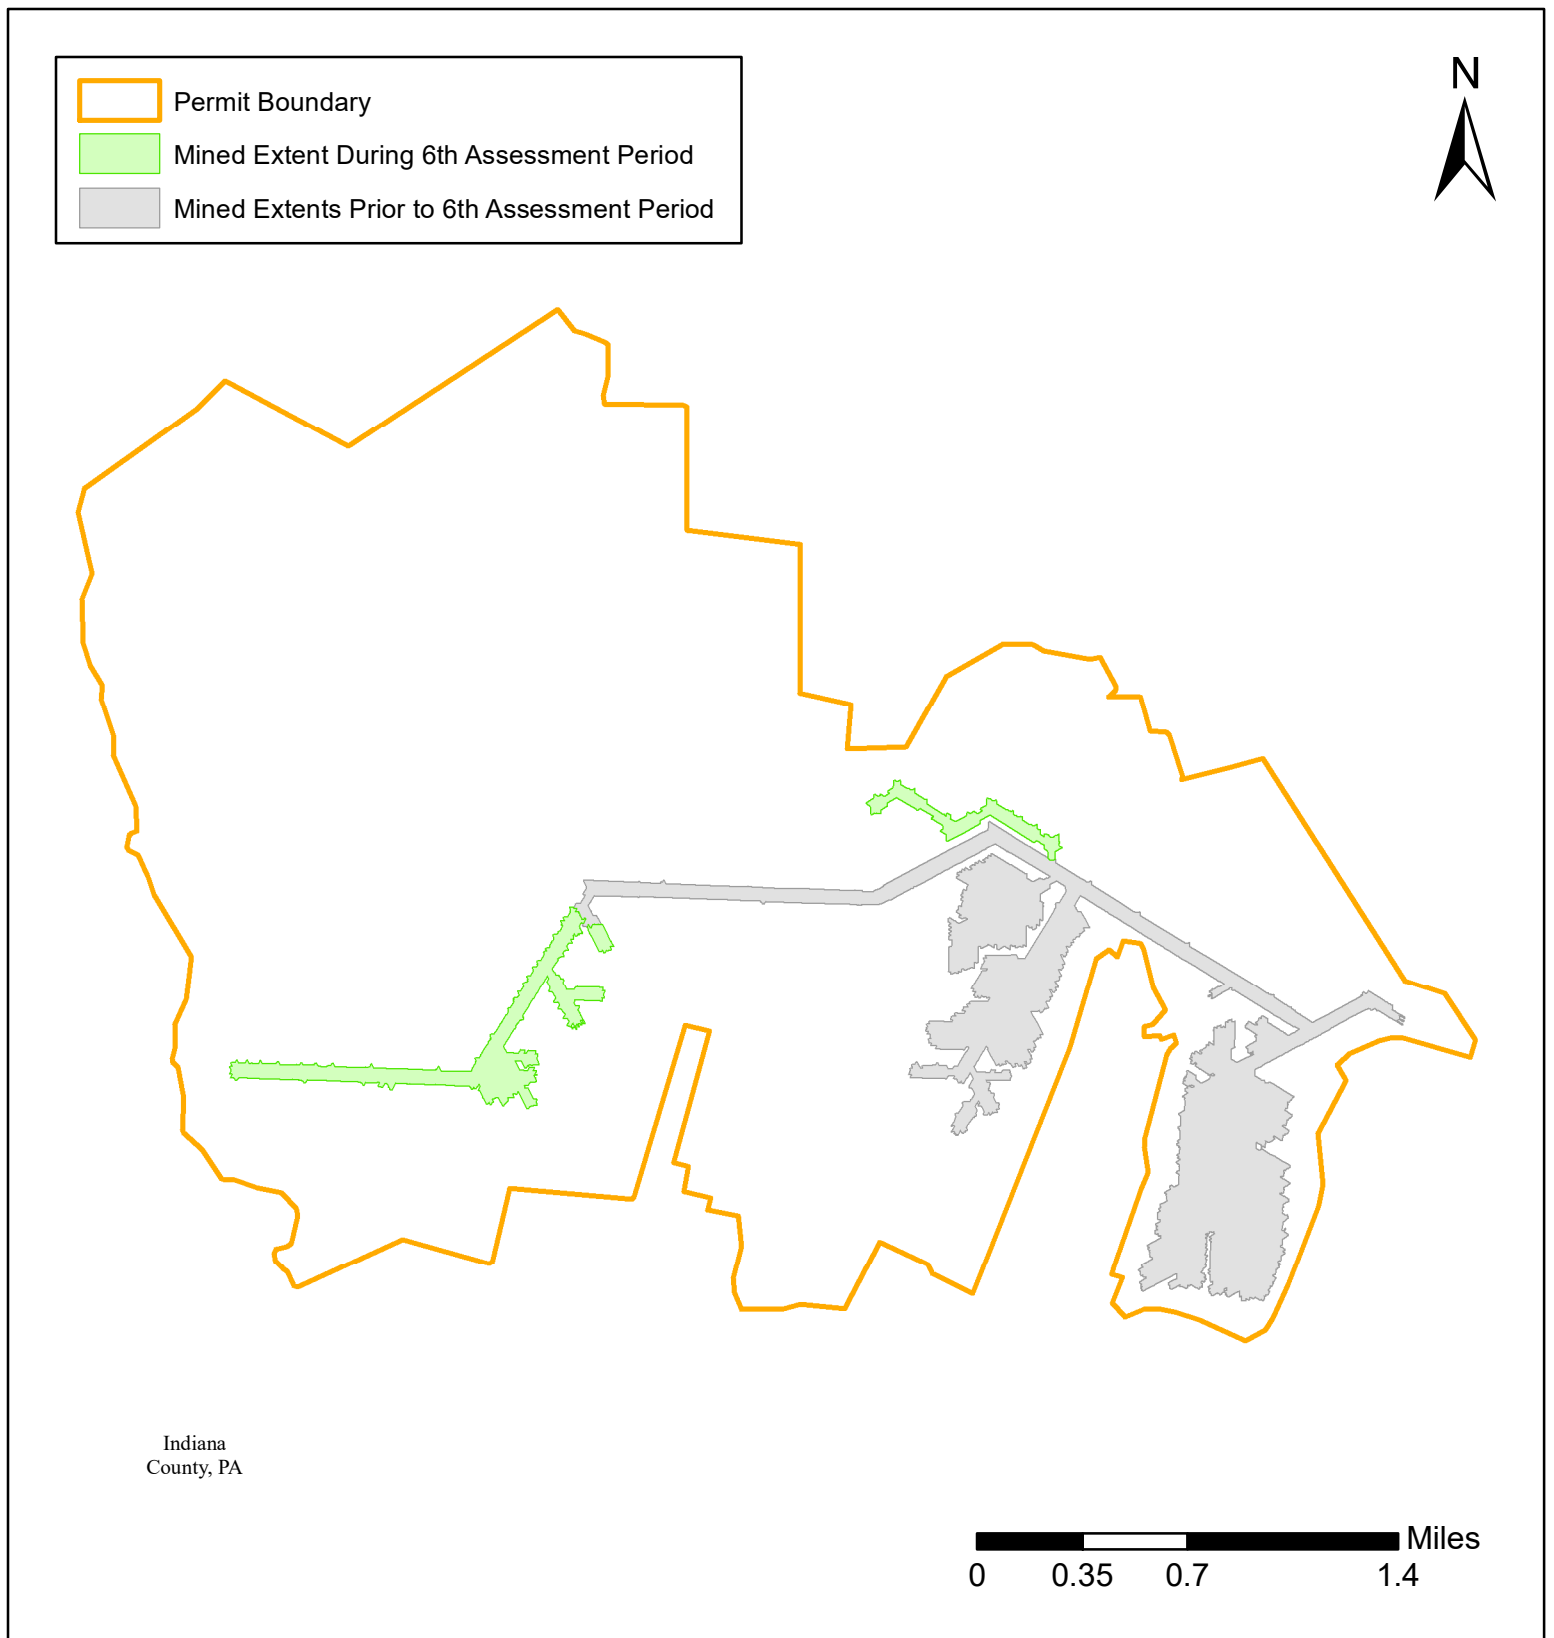 N
Permit Boundary
Mined Extent During 6th Assessment Period
Mined Extents Prior to 6th Assessment Period
Indiana
County, PA
Miles
0 0.35 0.7 1.4